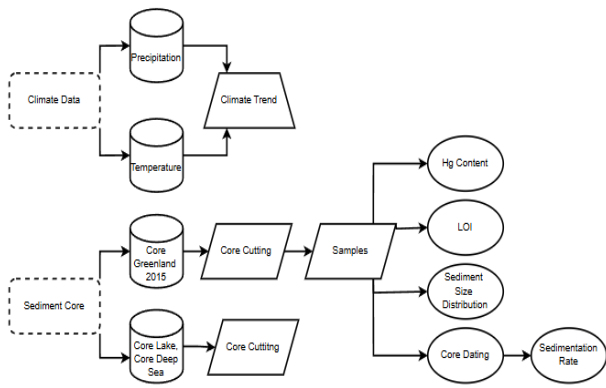 Precipitation
Climate Data
Climate Trend
Temperature
Hg Content
LOI
Core
Greenland
2015
Core Cutting
Samples
Sediment
Size
Distribution
Sediment Core
Core Lake,
Core Deep
Sea
Core Cuttitng
Core Dating
Sedimentation
Rate